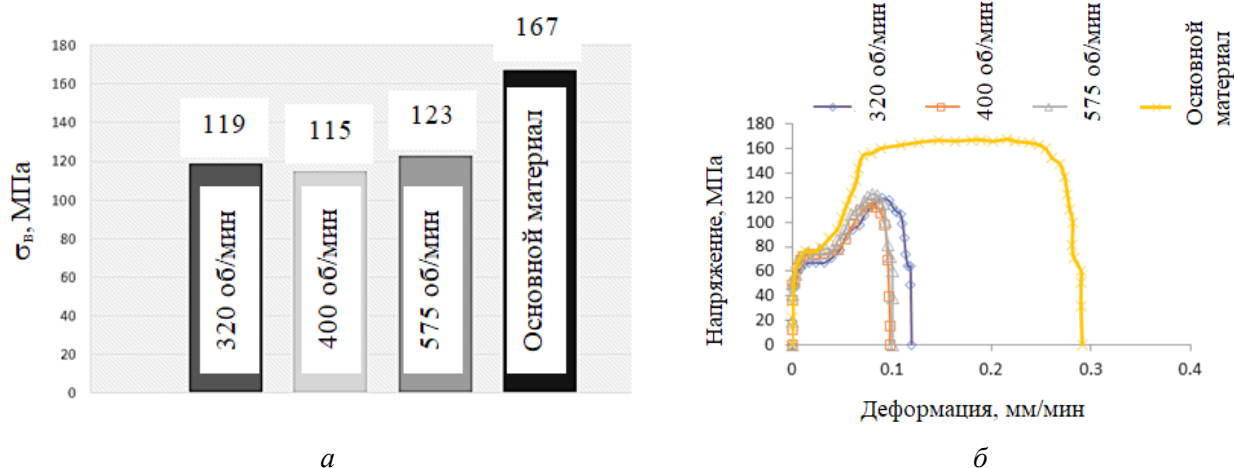 167
180
160
140
120
100
80
60
40
20
0
σв, МПа
119
115
123
320 об/мин
400 об/мин
575 об/мин
Основной материал
а
320 об/мин
400 об/мин
575 об/мин
Основной
материал
180
160
140
120
100
80
60
40
20
0
Напряжение, МПа
0
0.1
0.2
0.3
0.4
Деформация, мм/мин
б